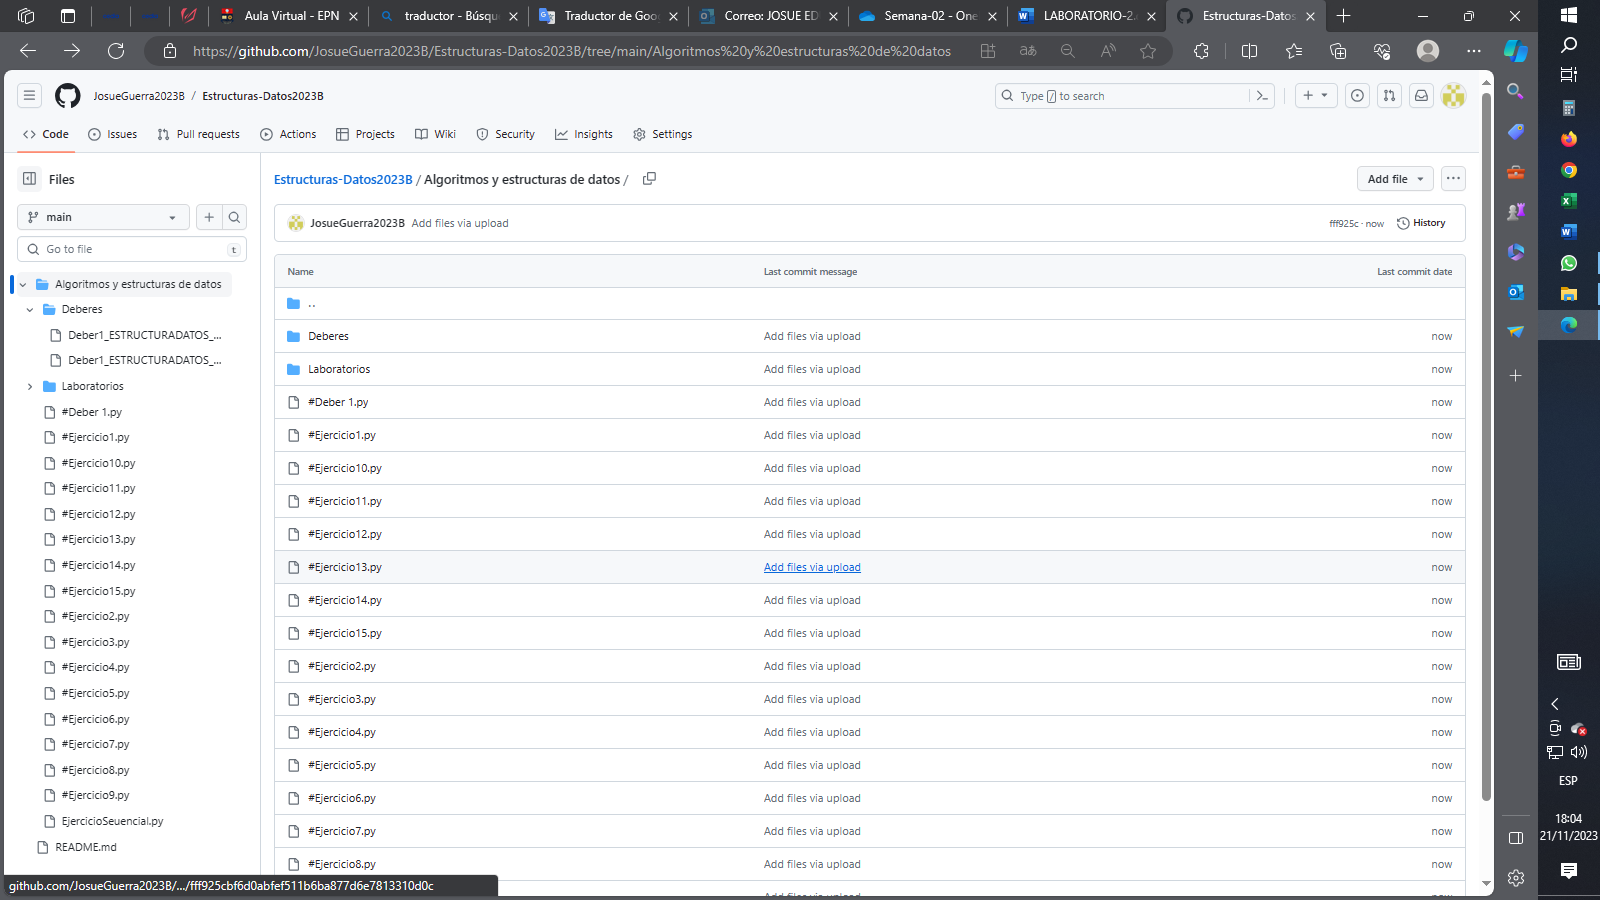 Aula Virtual - EPN
traductor - Búsqu
Traductor de Goo
Correo: JOSUE ED
Semana-02 - One
LABORATORIO-2.
Estructuras-Datos
https://github.com/JosueGuerra2023B/Estructuras-Datos2023B/tree/main/Algoritmos%20y%20estructuras%20de%20datos
JosueGuerra2023B / Estructuras-Datos2023B
Type / to search
Code
Issues
Pull requests
Actions
Projects
Wiki
Security
Insights
Settings
Files
main
Go to file
t
Algoritmos y estructuras de datos
Deberes
Deber1_ESTRUCTURADATOS_...
Deber1_ESTRUCTURADATOS_...
Laboratorios
#Deber 1.py
#Ejercicio1.py
#Ejercicio10.py
#Ejercicio11.py
#Ejercicio12.py
#Ejercicio13.py
#Ejercicio14.py
#Ejercicio15.py
#Ejercicio2.py
#Ejercicio3.py
#Ejercicio4.py
#Ejercicio5.py
#Ejercicio6.py
#Ejercicio7.py
#Ejercicio8.py
#Ejercicio9.py
EjercicioSeuencial.py
README.md
github.com/JosueGuerra2023B/.../fff925cbf6d0abfef511b6ba877d6e7813310d0c
Estructuras-Datos2023B / Algoritmos y estructuras de datos /
Add file
JosueGuerra2023B Add files via upload
fff925c · now
History
Name Last commit message Last commit date
..
Deberes Add files via upload now
Laboratorios Add files via upload now
#Deber 1.py Add files via upload now
#Ejercicio1.py Add files via upload now
#Ejercicio10.py Add files via upload now
#Ejercicio11.py Add files via upload now
#Ejercicio12.py Add files via upload now
#Ejercicio13.py Add files via upload now
#Ejercicio14.py Add files via upload now
#Ejercicio15.py Add files via upload now
#Ejercicio2.py Add files via upload now
#Ejercicio3.py Add files via upload now
#Ejercicio4.py Add files via upload now
#Ejercicio5.py Add files via upload now
#Ejercicio6.py Add files via upload now
#Ejercicio7.py Add files via upload now
#Ejercicio8.py Add files via upload now
ESP
18:04
21/11/2023